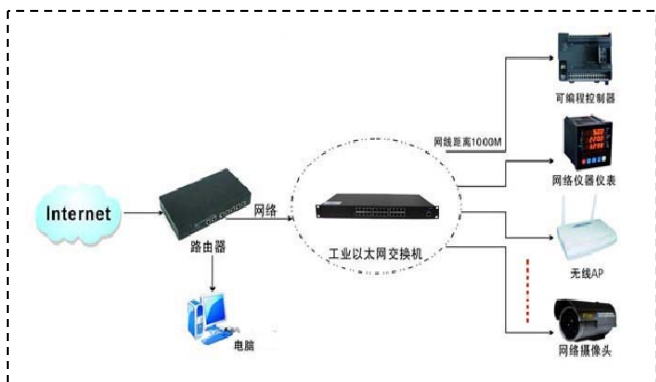 可编程控制器
网线距离1000M
网络仪器仪表
Internet
网络
路由器
工业以太网交换机
无线AP
电脑
网络摄像头